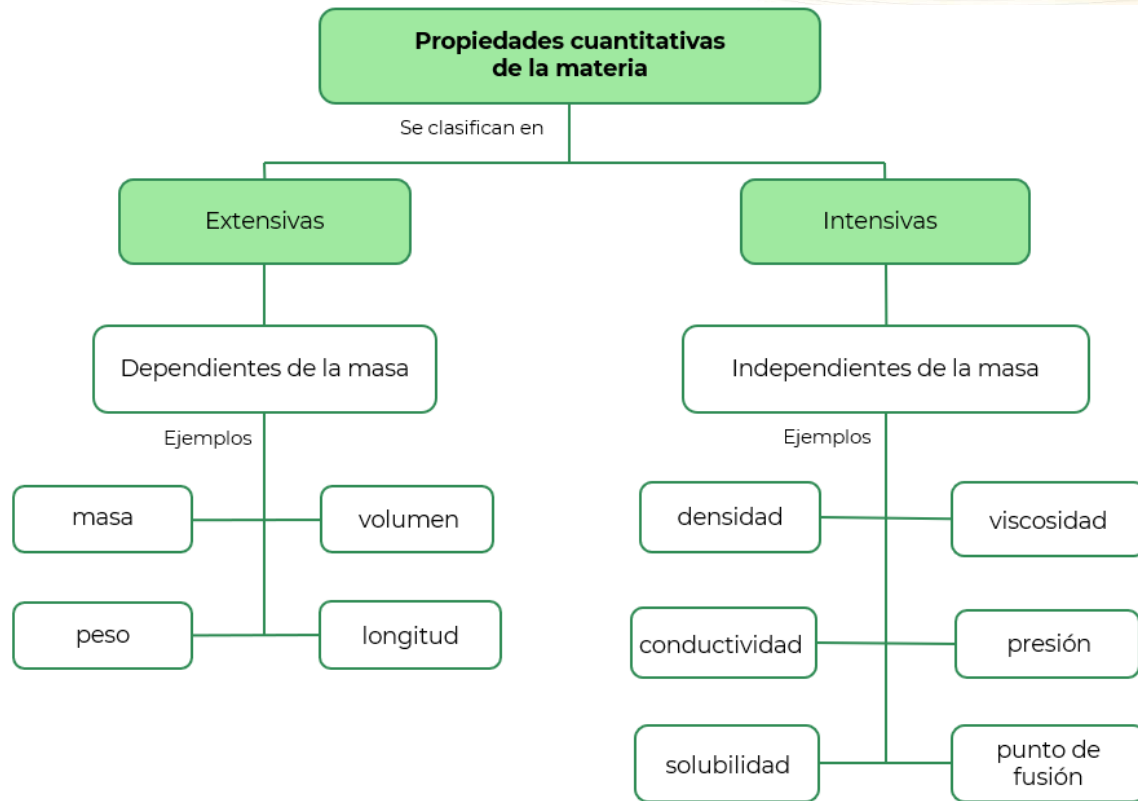 Propiedades cuantitativas
de la materia
Se clasifican en
Extensivas
Intensivas
Dependientes de la masa
Independientes de la masa
Ejemplos
Ejemplos
masa
volumen
densidad
viscosidad
peso
longitud
conductividad
presión
solubilidad
punto de
fusión